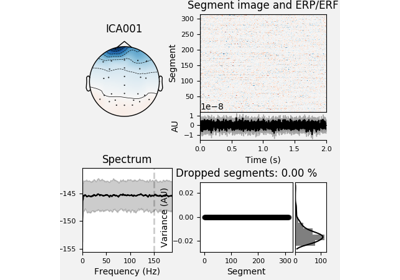 Segment image and ERP/ERF
ICA001
300
250
200
150
100
50
Segment
1e-8
1
0
−1
AU
0.0 0.5 1.0 1.5 2.0
Time (s)
Spectrum
−145
−150
−155
0 50 100 150
Frequency (Hz)
Dropped segments: 0.00 %
0.02
0.00
−0.02
Variance (AU)
0 100 200 300
Segment
0 100